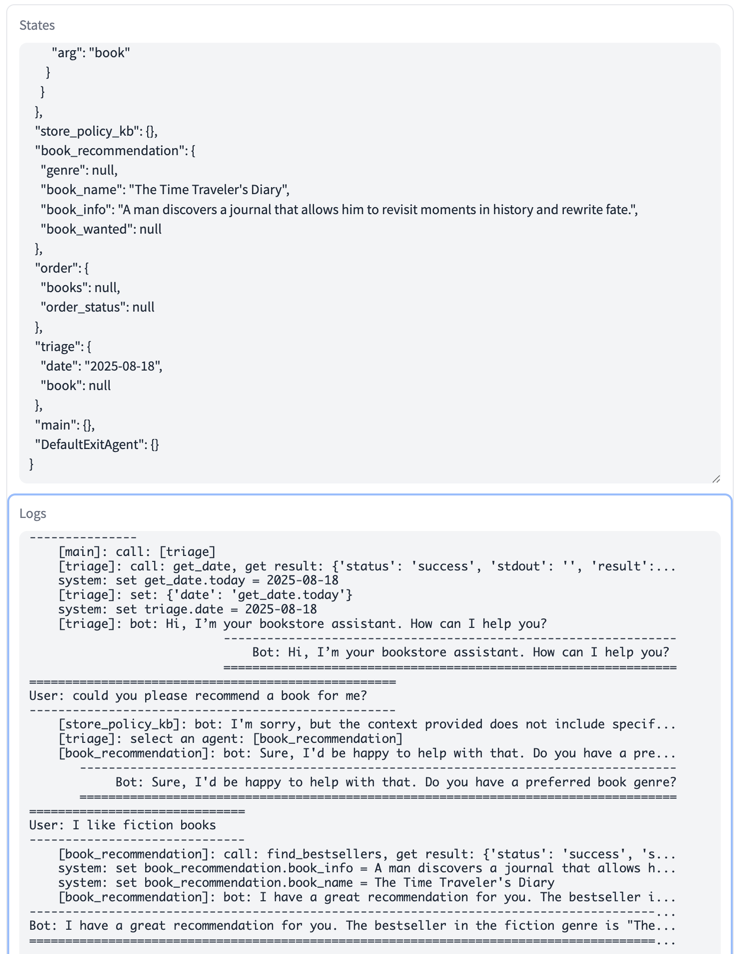 States
"arg": "book"
}
}
},
"store_policy_kb": {},
"book_recommendation": {
"genre": null,
"book_name": "The Time Traveler's Diary",
"book_info": "A man discovers a journal that allows him to revisit moments in history and rewrite fate.",
"book_wanted": null
},
"order": {
"books": null,
"order_status": null
},
"triage": {
"date": "2025-08-18",
"book": null
},
"main": {},
"DefaultExitAgent": {}
}
Logs
---------------
[main]: call: [triage]
[triage]: call: get_date, get result: {'status': 'success', 'stdout': '', 'result':...
system: set get_date.today = 2025-08-18
[triage]: set: {'date': 'get_date.today'}
system: set triage.date = 2025-08-18
[triage]: bot: Hi, I’m your bookstore assistant. How can I help you?
---------------------------------------------------------------
Bot: Hi, I’m your bookstore assistant. How can I help you?
===============================================================
===================================================
User: could you please recommend a book for me?
---------------------------------------------------
[store_policy_kb]: bot: I'm sorry, but the context provided does not include specif...
[triage]: select an agent: [book_recommendation]
[book_recommendation]: bot: Sure, I'd be happy to help with that. Do you have a pre...
-----------------------------------------------------------------------------------
Bot: Sure, I'd be happy to help with that. Do you have a preferred book genre?
===================================================================================
==============================
User: I like fiction books
------------------------------
[book_recommendation]: call: find_bestsellers, get result: {'status': 'success', 's...
system: set book_recommendation.book_info = A man discovers a journal that allows h...
system: set book_recommendation.book_name = The Time Traveler's Diary
[book_recommendation]: bot: I have a great recommendation for you. The bestseller i...
---------------------------------------------------------------------------------------...
Bot: I have a great recommendation for you. The bestseller in the fiction genre is "The...
=======================================================================================...